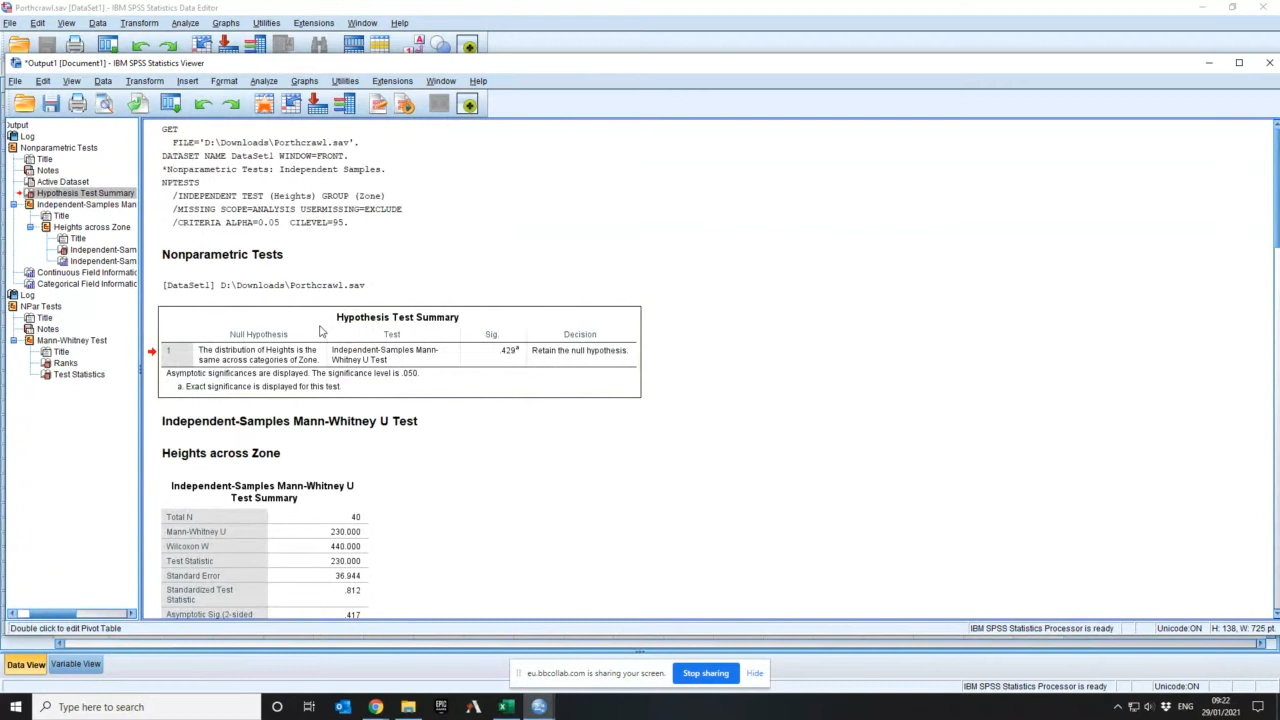 Porthcrawl.sav [DataSet1] - IBM SPSS Statistics Data Editor
File Edit View Data Transform Analyze Graphs Utilities Extensions Window Help
*Output1 [Document1] - IBM SPSS Statistics Viewer
File Edit View Data Transform Insert Format Analyze Graphs Utilities Extensions Window Help
Output
Log
Nonparametric Tests
Title
Notes
Active Dataset
Hypothesis Test Summary
Independent-Samples Man
Title
Heights across Zone
Title
Independent-Sam
Independent-Sam
Continuous Field Informatio
Categorical Field Informatio
Log
NPar Tests
Title
Notes
Mann-Whitney Test
Title
Ranks
Test Statistics
GET
FILE='D:\Downloads\Porthcrawl.sav'.
DATASET NAME DataSet1 WINDOW=FRONT.
*Nonparametric Tests: Independent Samples.
NPTESTS
/INDEPENDENT TEST (Heights) GROUP (Zone)
/MISSING SCOPE=ANALYSIS USERMISSING=EXCLUDE
/CRITERIA ALPHA=0.05 CILEVEL=95.
Nonparametric Tests
[DataSet1] D:\Downloads\Porthcrawl.sav
Hypothesis Test Summary
Null Hypothesis Test Sig. Decision
1 The distribution of Heights is the same across categories of Zone. Independent-Samples Mann-Whitney U Test .429a Retain the null hypothesis.
Asymptotic significances are displayed. The significance level is .050.
a. Exact significance is displayed for this test.
Independent-Samples Mann-Whitney U Test
Heights across Zone
Independent-Samples Mann-Whitney U
Test Summary
Total N 40
Mann-Whitney U 230.000
Wilcoxon W 440.000
Test Statistic 230.000
Standard Error 36.944
Standardized Test Statistic .812
Asymptotic Sig.(2-sided .417
Double click to edit Pivot Table IBM SPSS Statistics Processor is ready Unicode:ON H: 138, W: 725 pt.
Data View Variable View
eu.bbcollab.com is sharing your screen. Stop sharing Hide
IBM SPSS Statistics Processor is ready Unicode:ON
Type here to search
ENG
09:22
29/01/2021